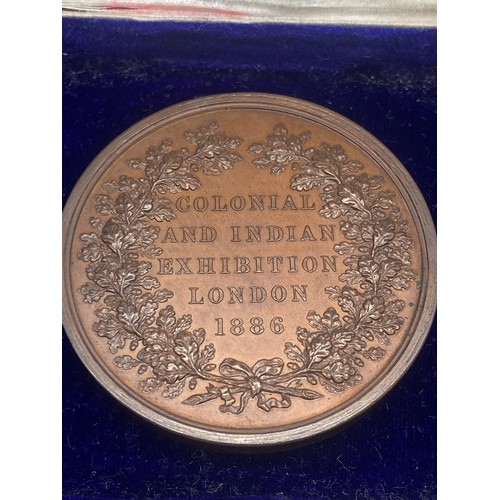 COLONIAL
AND INDIAN
EXHIBITION
LONDON
1886